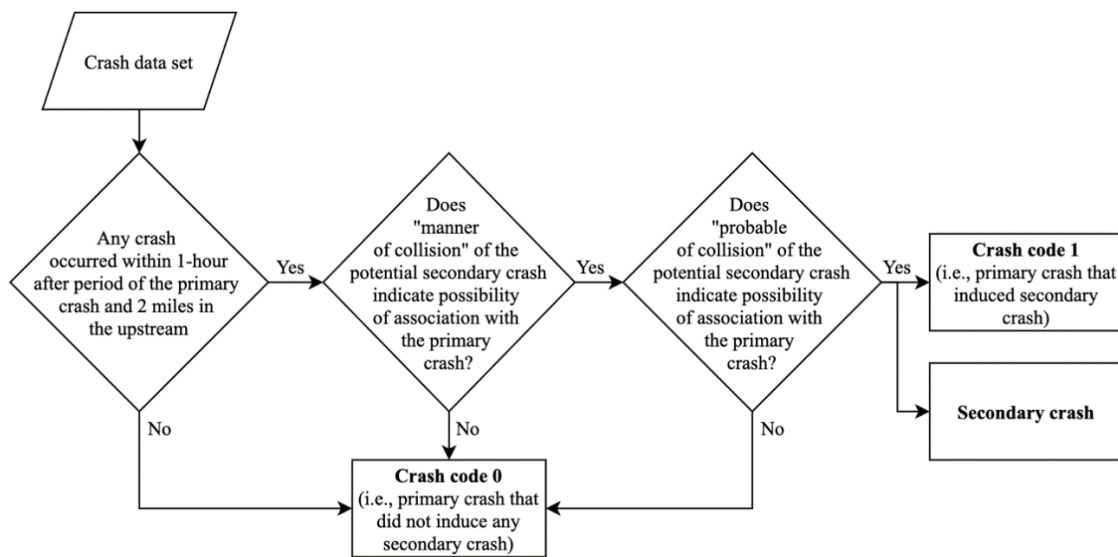 Crash data set
Any crash
occurred within 1-hour
after period of the primary
crash and 2 miles in
the upstream
Yes
No
Does
"manner
of collision" of the
potential secondary crash
indicate possibility
of association with
the primary
crash?
Yes
No
Does
"probable
of collision" of the
potential secondary crash
indicate possibility
of association with
the primary
crash?
Yes
No
Crash code 1
(i.e., primary crash that
induced secondary
crash)
Secondary crash
Crash code 0
(i.e., primary crash that
did not induce any
secondary crash)